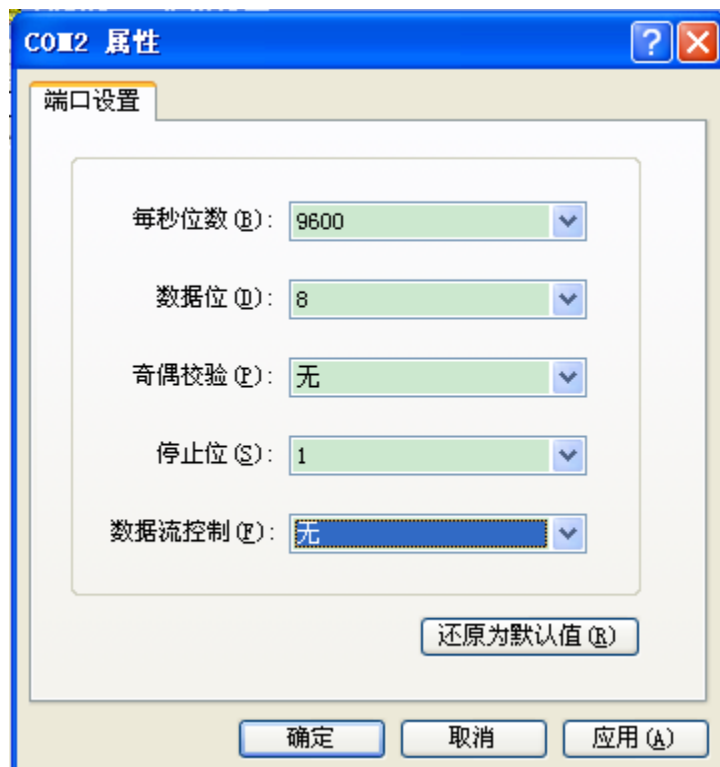 COM2 属性
端口设置
每秒位数(B): 9600
数据位(D): 8
奇偶校验(P): 无
停止位(S): 1
数据流控制(F): 无
还原为默认值(R)
确定 取消 应用(A)